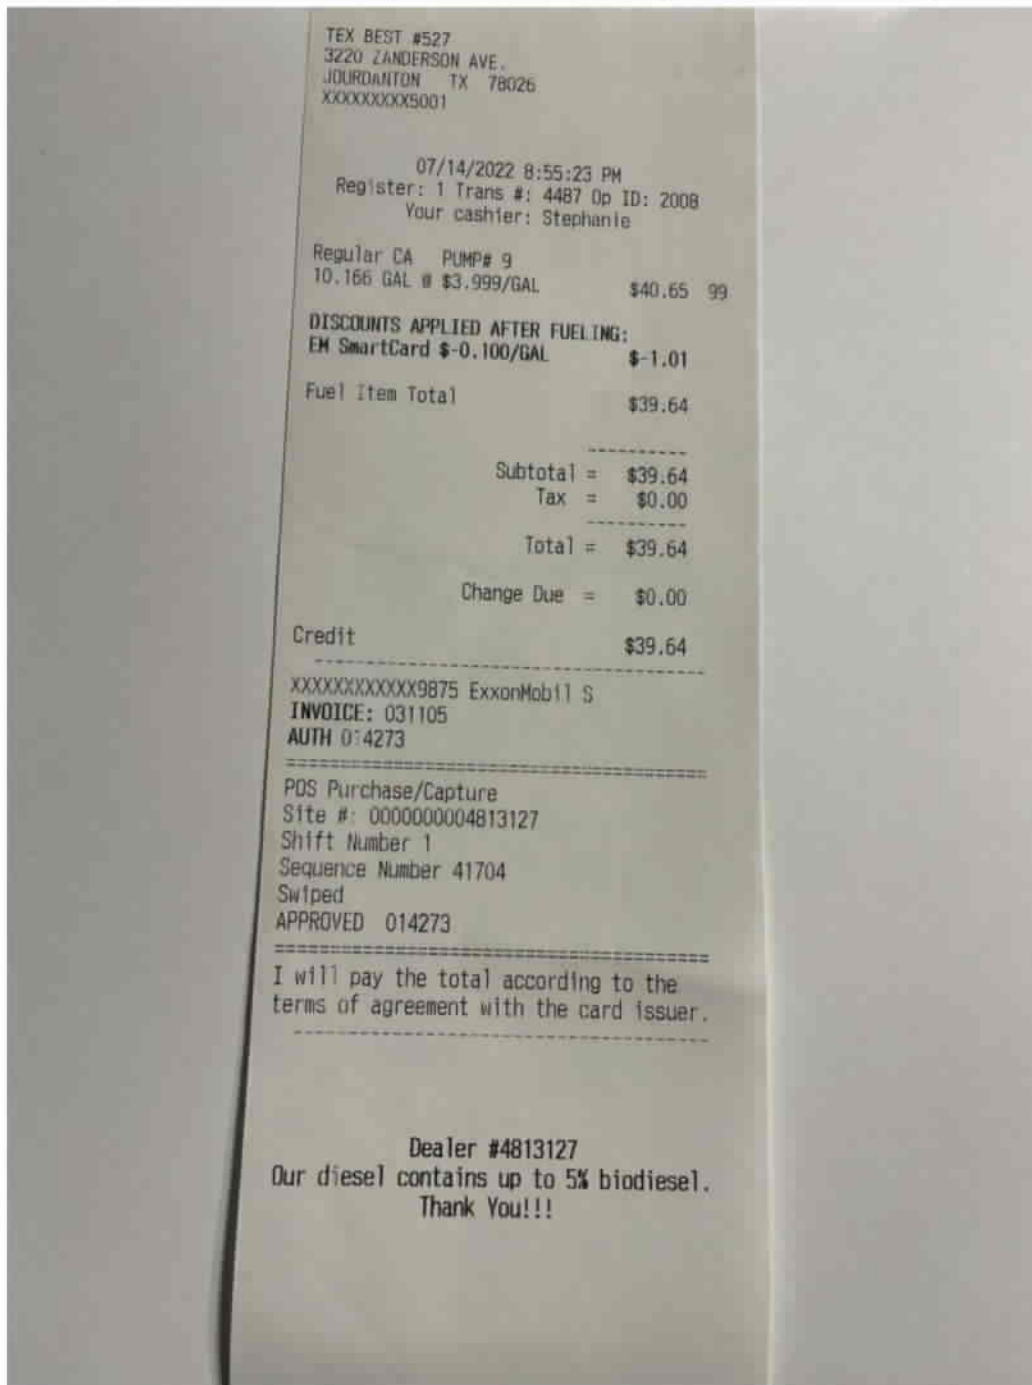 TEX BEST #527
3220 ZANDERSON AVE.
JOURDANTON TX 78026
XXXXXXXXX5001
07/14/2022 8:55:23 PM
Register: 1 Trans #: 4487 Op ID: 2008
Your cashier: Stephanie
Regular CA PUMP# 9
10.166 GAL @ $3.999/GAL $40.65 99
DISCOUNTS APPLIED AFTER FUELING:
EM SmartCard $-0.100/GAL $-1.01
Fuel Item Total $39.64
----------
Subtotal = $39.64
Tax = $0.00
----------
Total = $39.64
Change Due = $0.00
Credit $39.64
---------------------------------------
XXXXXXXXXXXX9875 ExxonMobil S
INVOICE: 031105
AUTH 014273
=======================================
POS Purchase/Capture
Site #: 0000000004813127
Shift Number 1
Sequence Number 41704
Swiped
APPROVED 014273
=======================================
I will pay the total according to the
terms of agreement with the card issuer.
---------------------------------------
Dealer #4813127
Our diesel contains up to 5% biodiesel.
Thank You!!!